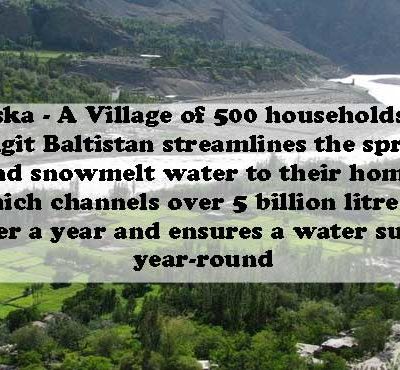 ska - A Village of 500 households
git Baltistan streamlines the spr
nd snowmelt water to their hom
hich channels over 5 billion litre
er a year and ensures a water su
year-round